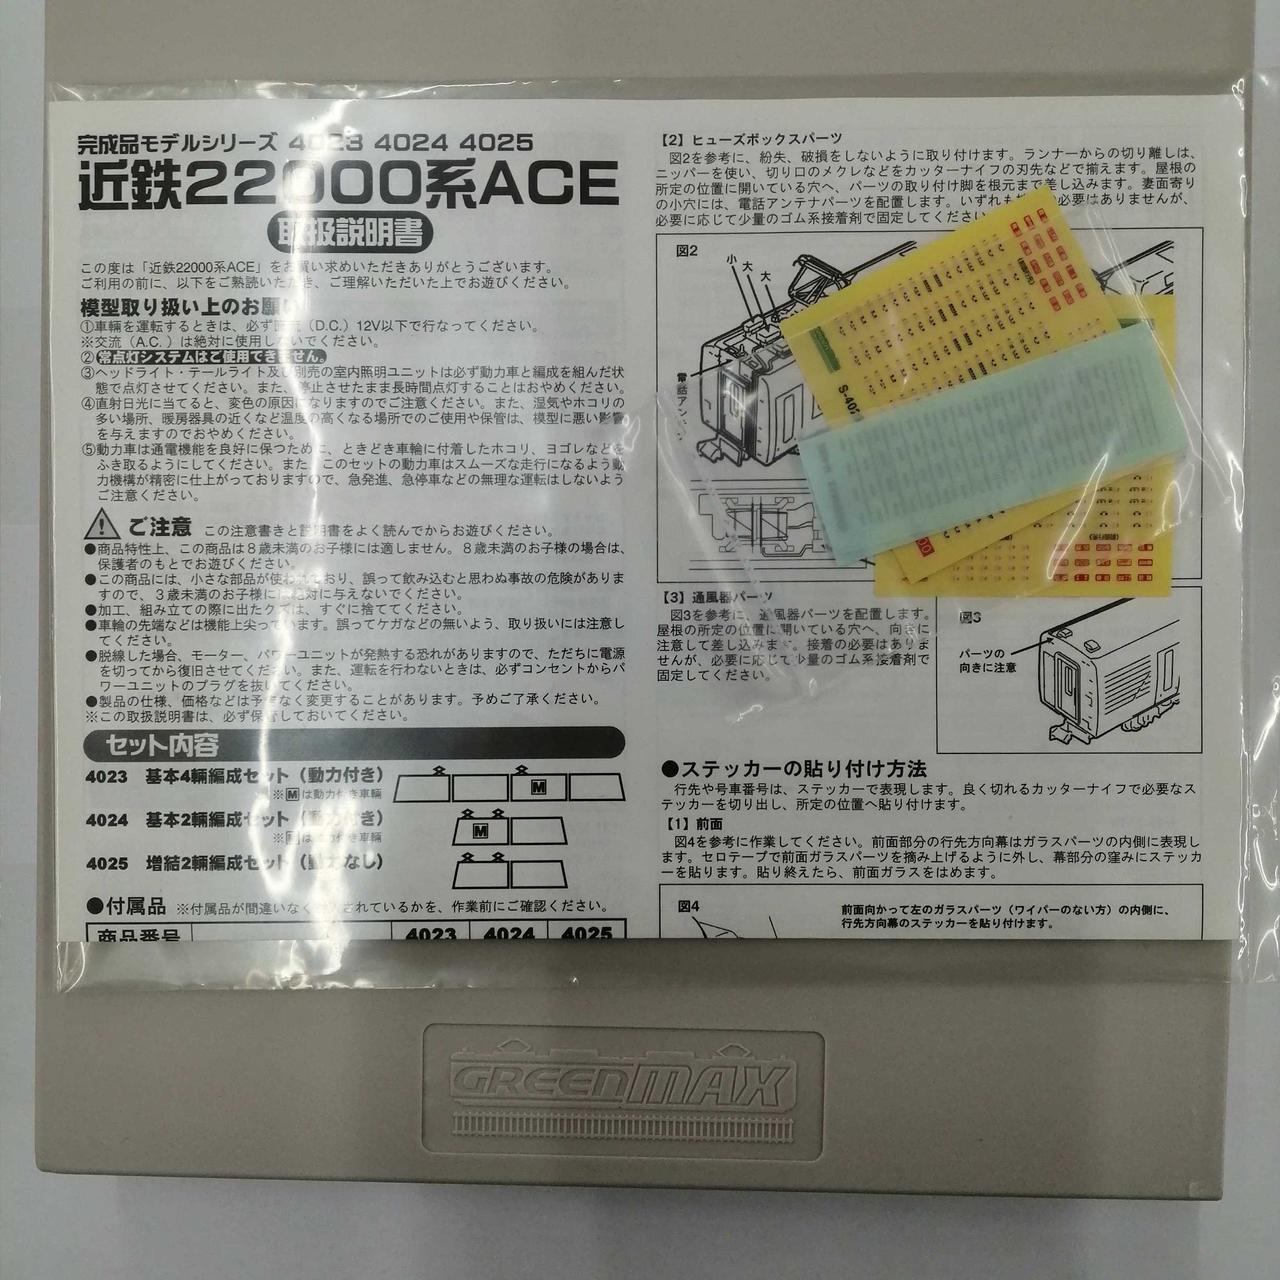 完成品モデルシリーズ 4023 4024 4025
近鉄22000系ACE
取扱説明書
この度は「近鉄22000系ACE」をお買い求めいただきありがとうございます。
ご利用の前に、以下をご熟読いただき、ご理解いただいた上でお遊びください。
模型取り扱い上のお願い
①車輛を運転するときは、必ず直流（D.C.）12V以下で行なってください。
※交流（A.C.）は絶対に使用しないでください。
②常点灯システムはご使用できません。
③ヘッドライト・テールライト及び別売の室内照明ユニットは必ず動力車と編成を組んだ状
態で点灯させてください。また、停止させたまま長時間点灯することはおやめください。
④直射日光に当てると、変色の原因になりますのでご注意ください。また、湿気やホコリの
多い場所、暖房器具の近くなど温度の高くなる場所でのご使用や保管は、模型に悪い影響
を与えますのでおやめください。
⑤動力車は通電機能を良好に保つために、ときどき車輪に付着したホコリ、ヨゴレなどを
ふき取るようにしてください。また、このセットの動力車はスムーズな走行になるよう動
力機構が精密に仕上がっておりますので、急発進、急停車などの無理な運転はしないよう
ご注意ください。
ご注意 この注意書きと説明書をよく読んでからお遊びください。
●商品特性上、この商品は８歳未満のお子様には適しません。８歳未満のお子様の場合は、
保護者のもとでお遊びください。
●この商品には、小さな部品が使われており、誤って飲み込むと思わぬ事故の危険がありま
すので、３歳未満のお子様には絶対に与えないでください。
●加工、組み立ての際に出たクズは、すぐに捨ててください。
●車輪の先端などは機能上尖っています。誤ってケガなどの無いよう、取り扱いには注意し
てください。
●脱線した場合、モーター、パワーユニットが発熱する恐れがありますので、ただちに電源
を切ってから復旧させてください。また、運転を行わないときは、必ずコンセントからパ
ワーユニットのプラグを抜いてください。
●製品の仕様、価格などは予告なく変更することがあります。予めご了承ください。
※この取扱説明書は、必ず保管しておいてください。
セット内容
4023 基本4輛編成セット（動力付き）
※Mは動力付き車輛
M
4024 基本2輛編成セット（動力付き）
M
4025 増結2輛編成セット（動力なし）
●付属品 ※付属品が間違いなく封入されているかを、作業前にご確認ください。
商品番号 4023 4024 4025
【2】ヒューズボックスパーツ
図2を参考に、紛失、破損をしないように取り付けます。ランナーからの切り離しは、
ニッパーを使い、切り口のメクレなどをカッターナイフの刃先などで揃えます。屋根の
所定の位置に開いている穴へ、パーツの取り付け脚を根元まで差し込みます。妻面寄り
の小穴には、電話アンテナパーツを配置します。いずれも接着の必要はありませんが、
必要に応じて少量のゴム系接着剤で固定してください。
図2
小
大
大
電話アン
S-402
【3】通風器パーツ
図3を参考に、通風器パーツを配置します。
屋根の所定の位置に開いている穴へ、向きに
注意して差し込みます。接着の必要はありま
せんが、必要に応じて少量のゴム系接着剤で
固定してください。
図3
パーツの
向きに注意
●ステッカーの貼り付け方法
行先や号車番号は、ステッカーで表現します。良く切れるカッターナイフで必要なス
テッカーを切り出し、所定の位置へ貼り付けます。
【1】前面
図4を参考に作業してください。前面部分の行先方向幕はガラスパーツの内側に表現し
ます。セロテープで前面ガラスパーツを摘み上げるように外し、幕部分の窪みにステッカ
ーを貼ります。貼り終えたら、前面ガラスをはめます。
図4
前面向かって左のガラスパーツ（ワイパーのない方）の内側に、
行先方向幕のステッカーを貼り付けます。
GREENMAX